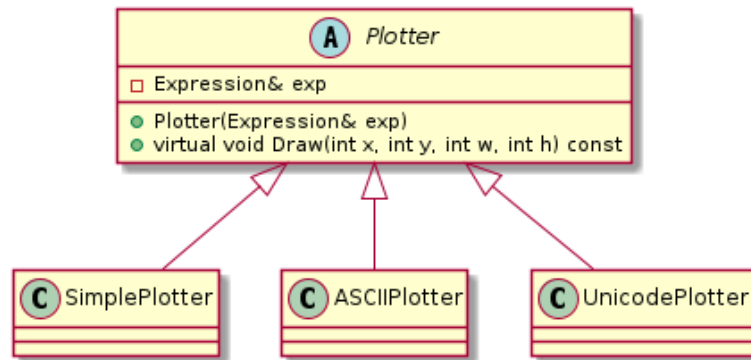 A Plotter
Expression& exp
Plotter(Expression& exp)
virtual void Draw(int x, int y, int w, int h) const
C SimplePlotter
C ASCIIPlotter
C UnicodePlotter